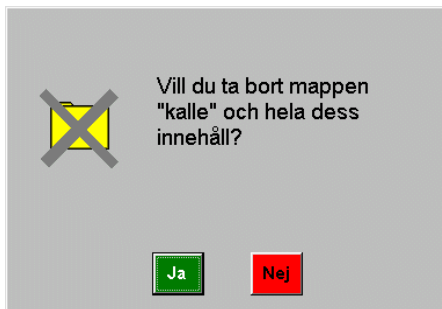 Vill du ta bort mappen
"kalle" och hela dess
innehåll?
Ja
Nej